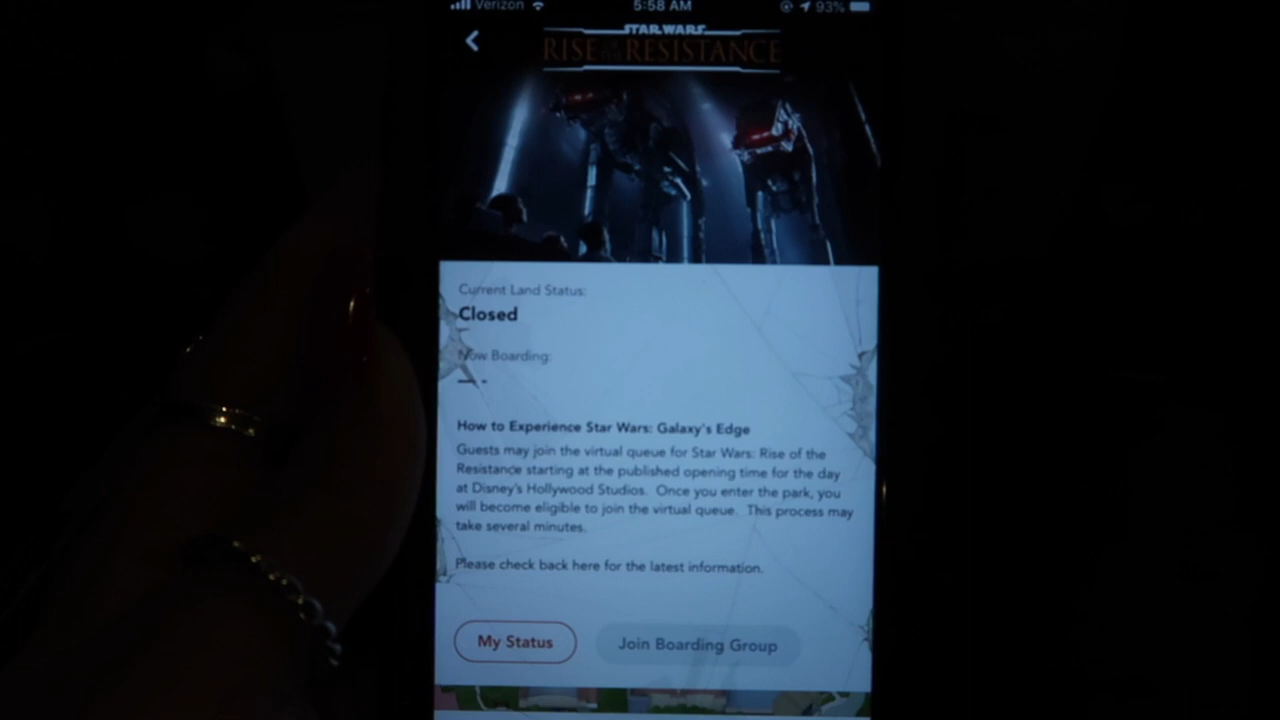 Verizon 5:58 AM 93%
STAR WARS
RISE OF THE RESISTANCE
Current Land Status:
Closed
Now Boarding:
— -
How to Experience Star Wars: Galaxy's Edge
Guests may join the virtual queue for Star Wars: Rise of the
Resistance starting at the published opening time for the day
at Disney's Hollywood Studios. Once you enter the park, you
will become eligible to join the virtual queue. This process may
take several minutes.
Please check back here for the latest information.
My Status Join Boarding Group